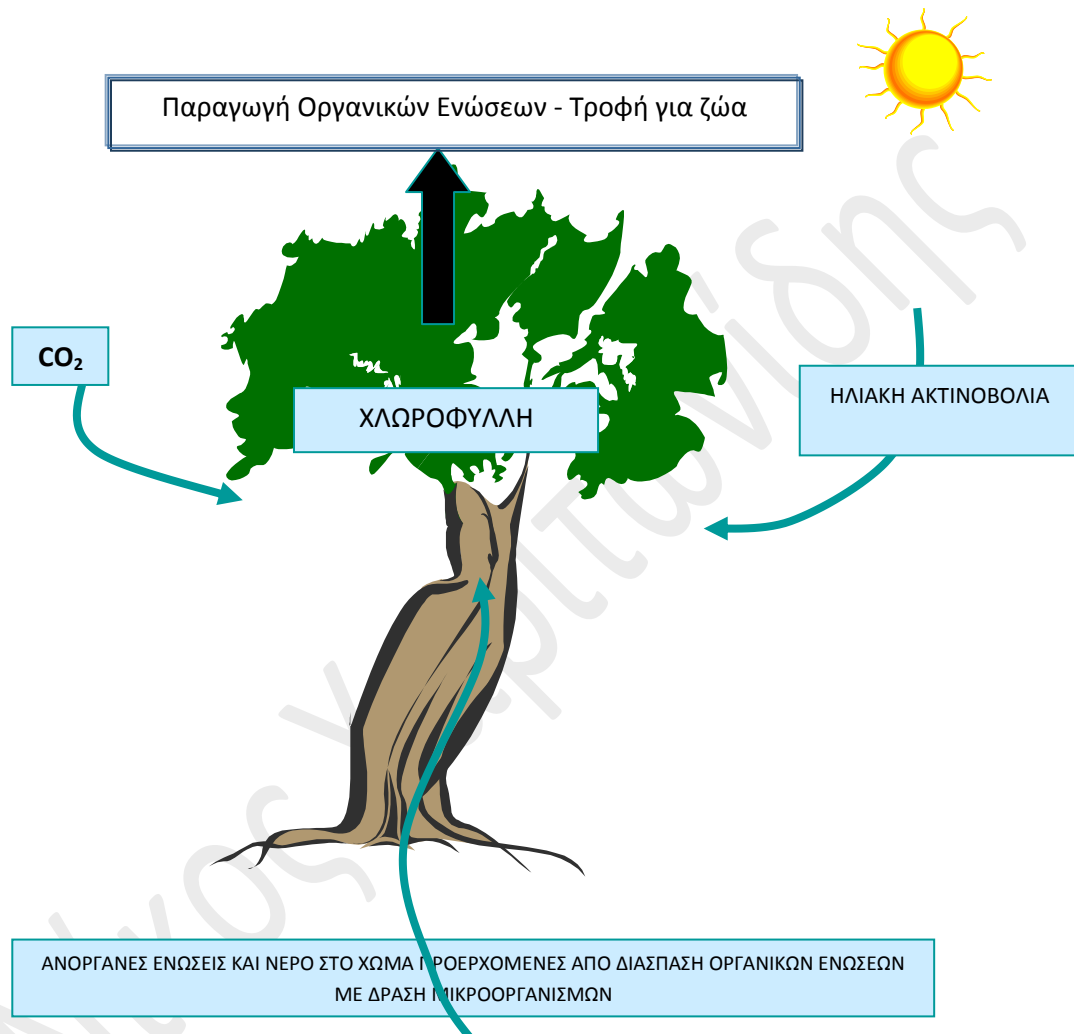 Παραγωγή Οργανικών Ενώσεων - Τροφή για ζώα
CO₂
ΗΛΙΑΚΗ ΑΚΤΙΝΟΒΟΛΙΑ
ΧΛΩΡΟΦΥΛΛΗ
ΑΝΟΡΓΑΝΕΣ ΕΝΩΣΕΙΣ ΚΑΙ ΝΕΡΟ ΣΤΟ ΧΩΜΑ ΠΡΟΕΡΧΟΜΕΝΕΣ ΑΠΟ ΔΙΑΣΠΑΣΗ ΟΡΓΑΝΙΚΩΝ ΕΝΩΣΕΩΝ
ΜΕ ΔΡΑΣΗ ΜΙΚΡΟΟΡΓΑΝΙΣΜΩΝ